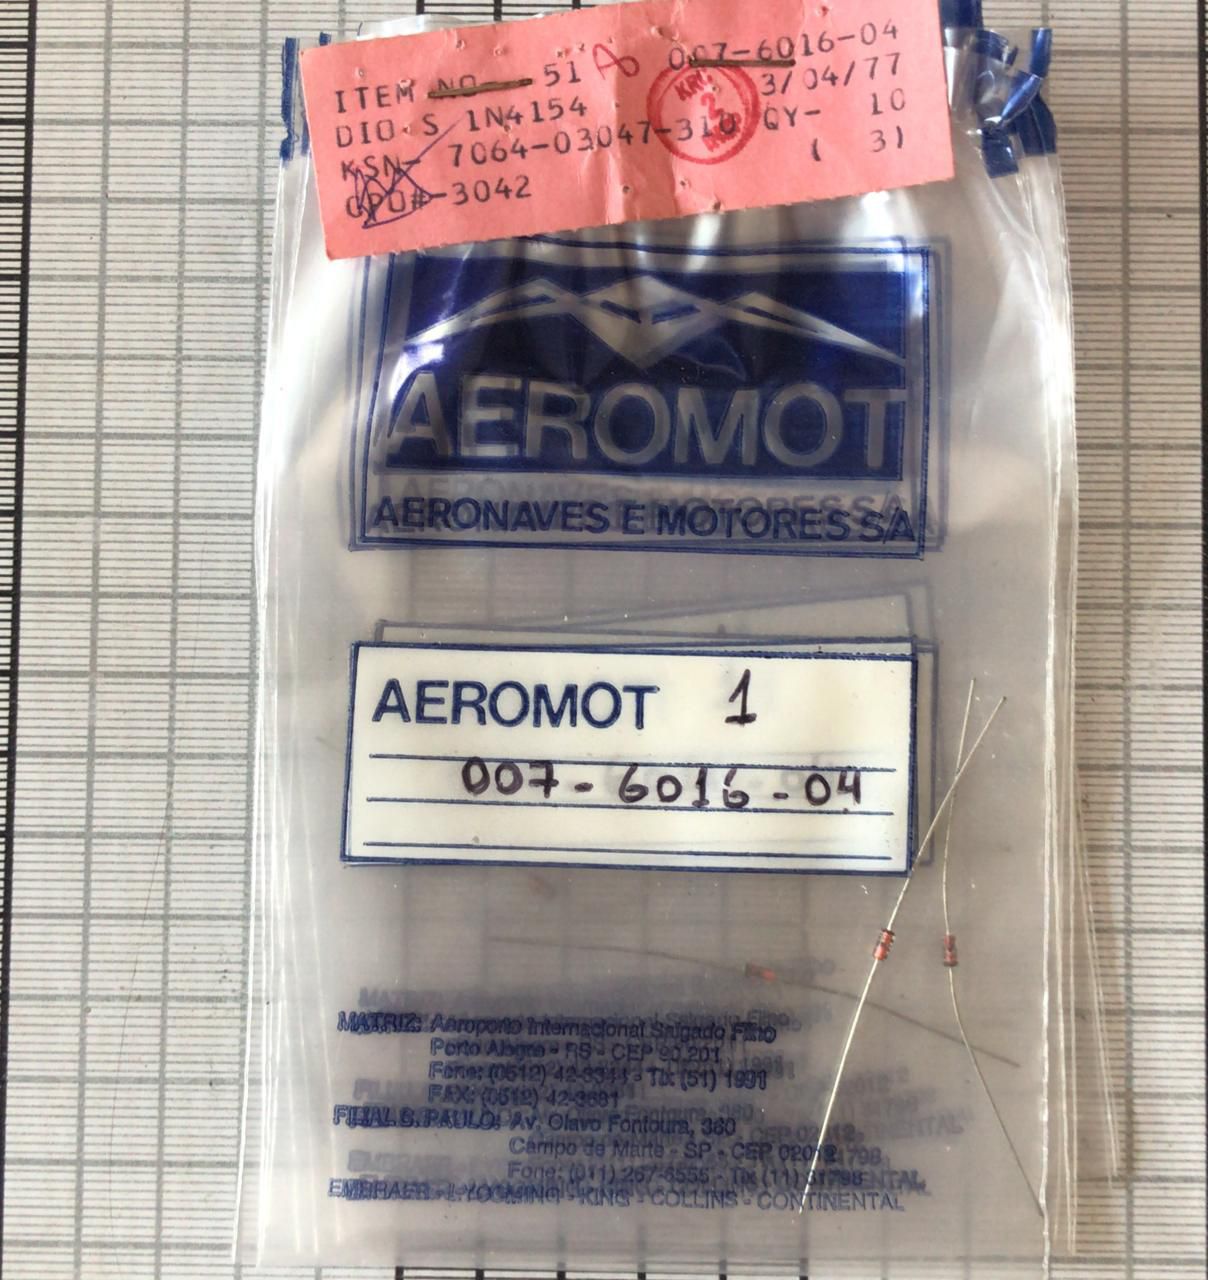 ITEM NO 51 A 007-6016-04
DIO S 1N4154 3/04/77
KSN- 7064-03047-310 QY- 10
CPO#-3042 ( 3)
AEROMOT
AERONAVES E MOTORES S/A
AEROMOT 1
007-6016-04
MATRIZ: Aeroporto Internacional Salgado Filho
Porto Alegre - RS - CEP 90.201
Fone: (0512) 42-3344 - Tlx (51) 1991
FAX: (0512) 42-3681
FILIAL S. PAULO: Av. Olavo Fontoura, 360
Campo de Marte - SP - CEP 02012
Fone: (011) 267-6555 - Tlx (11) 31798
EMBRAER - LYCOMING - KING - COLLINS - CONTINENTAL